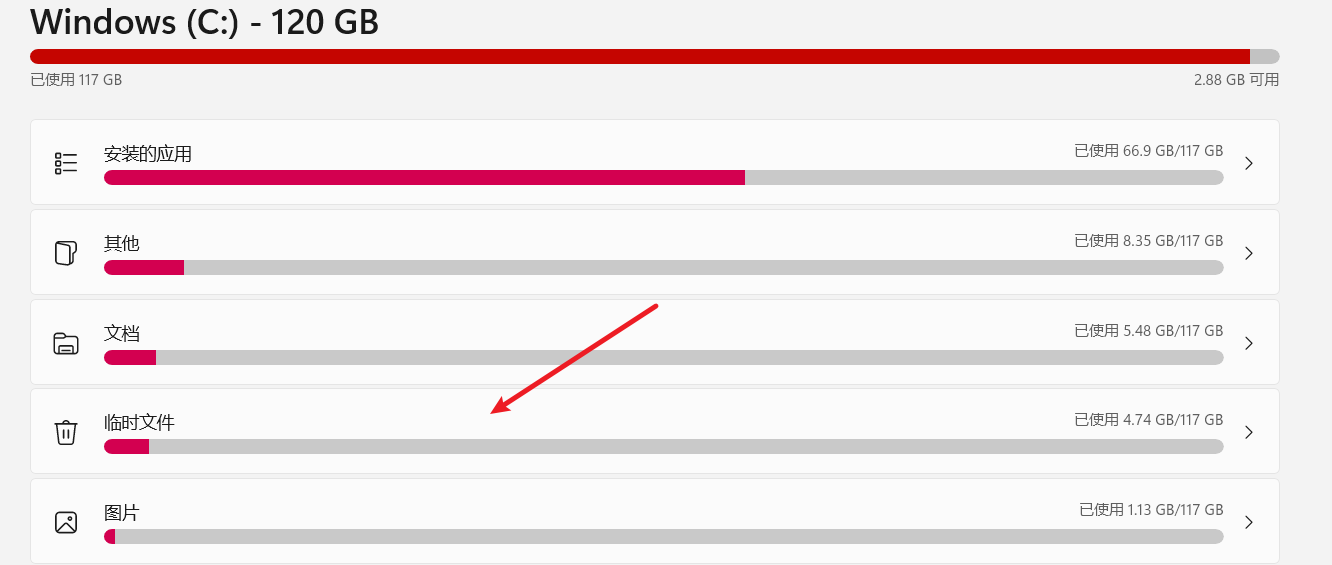 Windows (C:) - 120 GB
已使用 117 GB
2.88 GB 可用
安装的应用
已使用 66.9 GB/117 GB
其他
已使用 8.35 GB/117 GB
文档
已使用 5.48 GB/117 GB
临时文件
已使用 4.74 GB/117 GB
图片
已使用 1.13 GB/117 GB